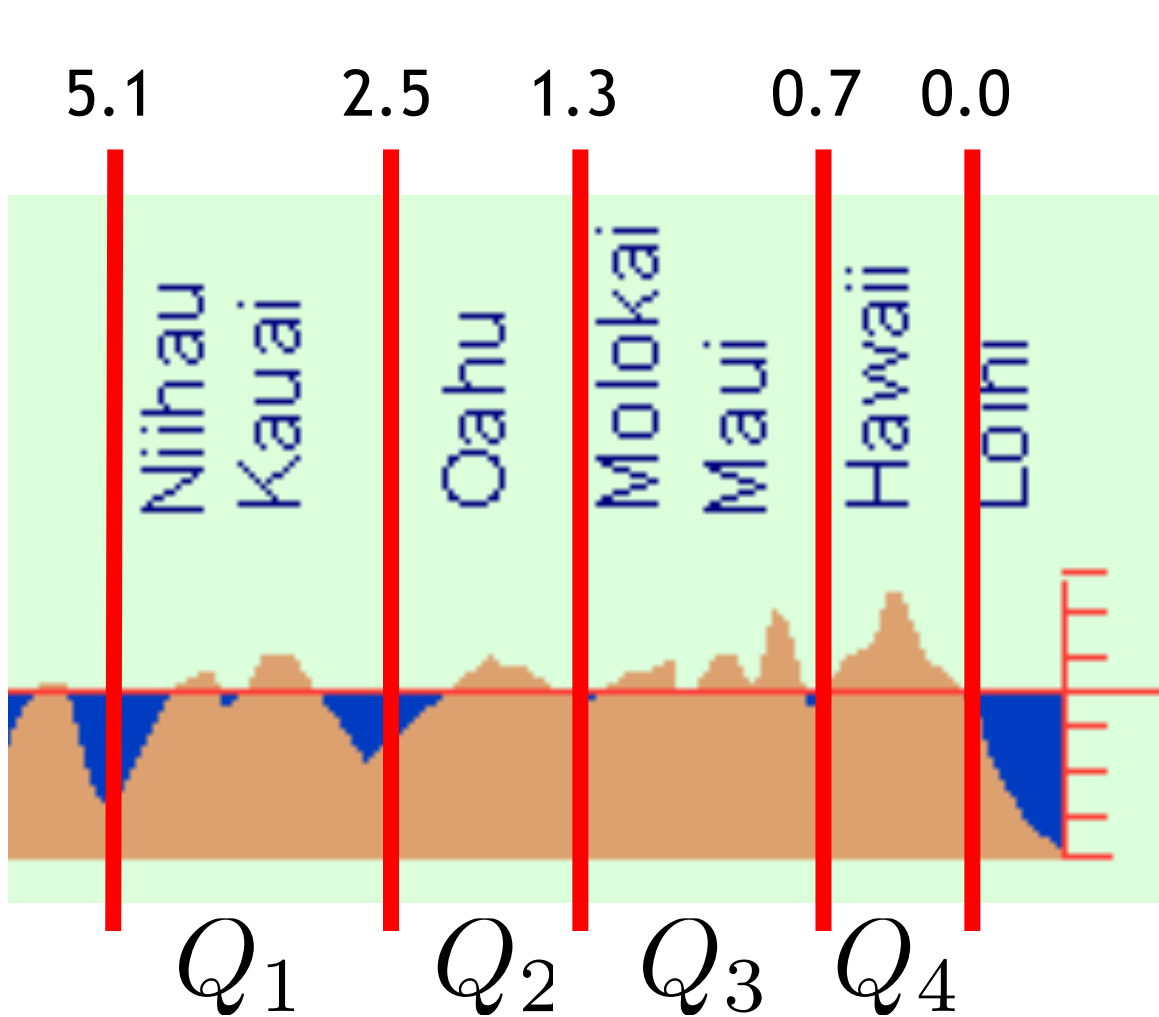 5.1 2.5 1.3 0.7 0.0
Niihau
Kauai
Oahu
Molokai
Maui
Hawaii
Loihi
Q1 Q2 Q3 Q4